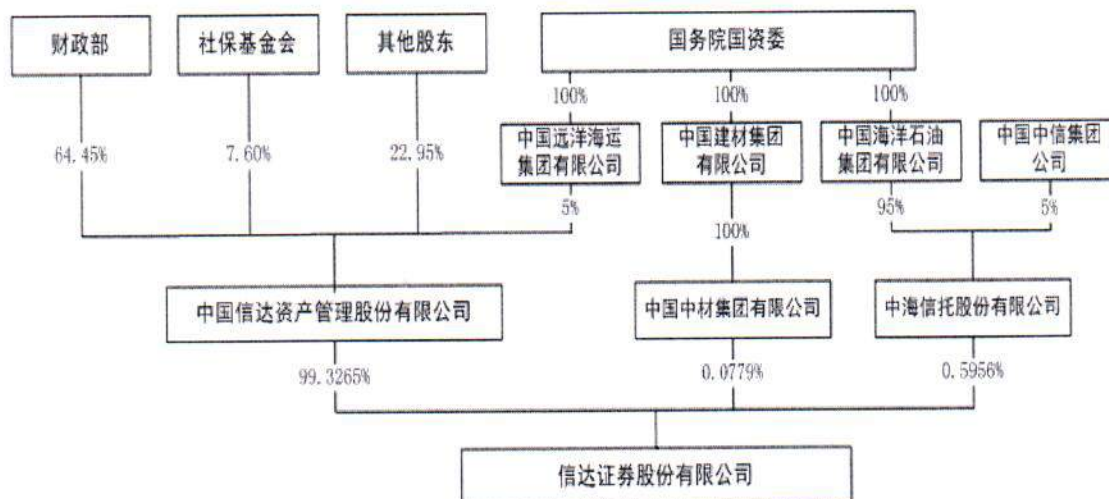 财政部
社保基金会
其他股东
国务院国资委
100%
100%
100%
中国远洋海运
集团有限公司
中国建材集团
有限公司
中国海洋石油
集团有限公司
中国中信集团
公司
64.45%
7.60%
22.95%
5%
95%
5%
100%
中国信达资产管理股份有限公司
中国中材集团有限公司
中海信托股份有限公司
99.3265%
0.0779%
0.5956%
信达证券股份有限公司